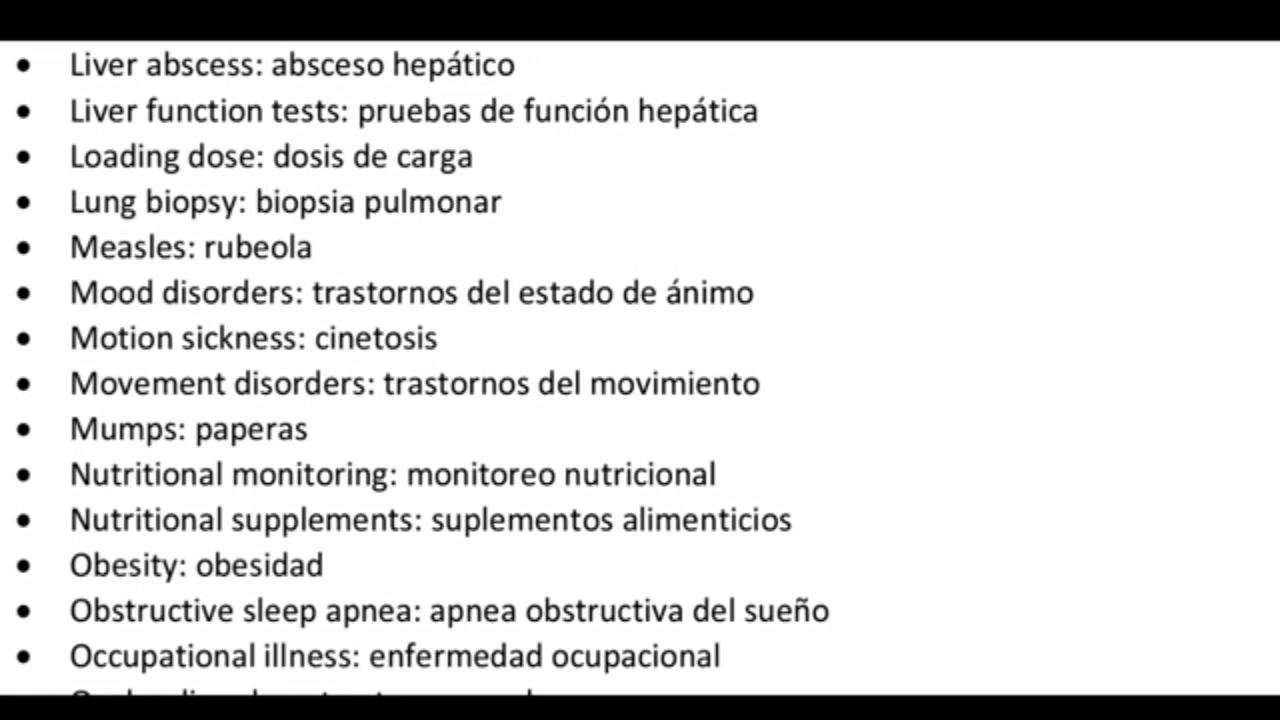 • Liver abscess: absceso hepático
• Liver function tests: pruebas de función hepática
• Loading dose: dosis de carga
• Lung biopsy: biopsia pulmonar
• Measles: rubeola
• Mood disorders: trastornos del estado de ánimo
• Motion sickness: cinetosis
• Movement disorders: trastornos del movimiento
• Mumps: paperas
• Nutritional monitoring: monitoreo nutricional
• Nutritional supplements: suplementos alimenticios
• Obesity: obesidad
• Obstructive sleep apnea: apnea obstructiva del sueño
• Occupational illness: enfermedad ocupacional